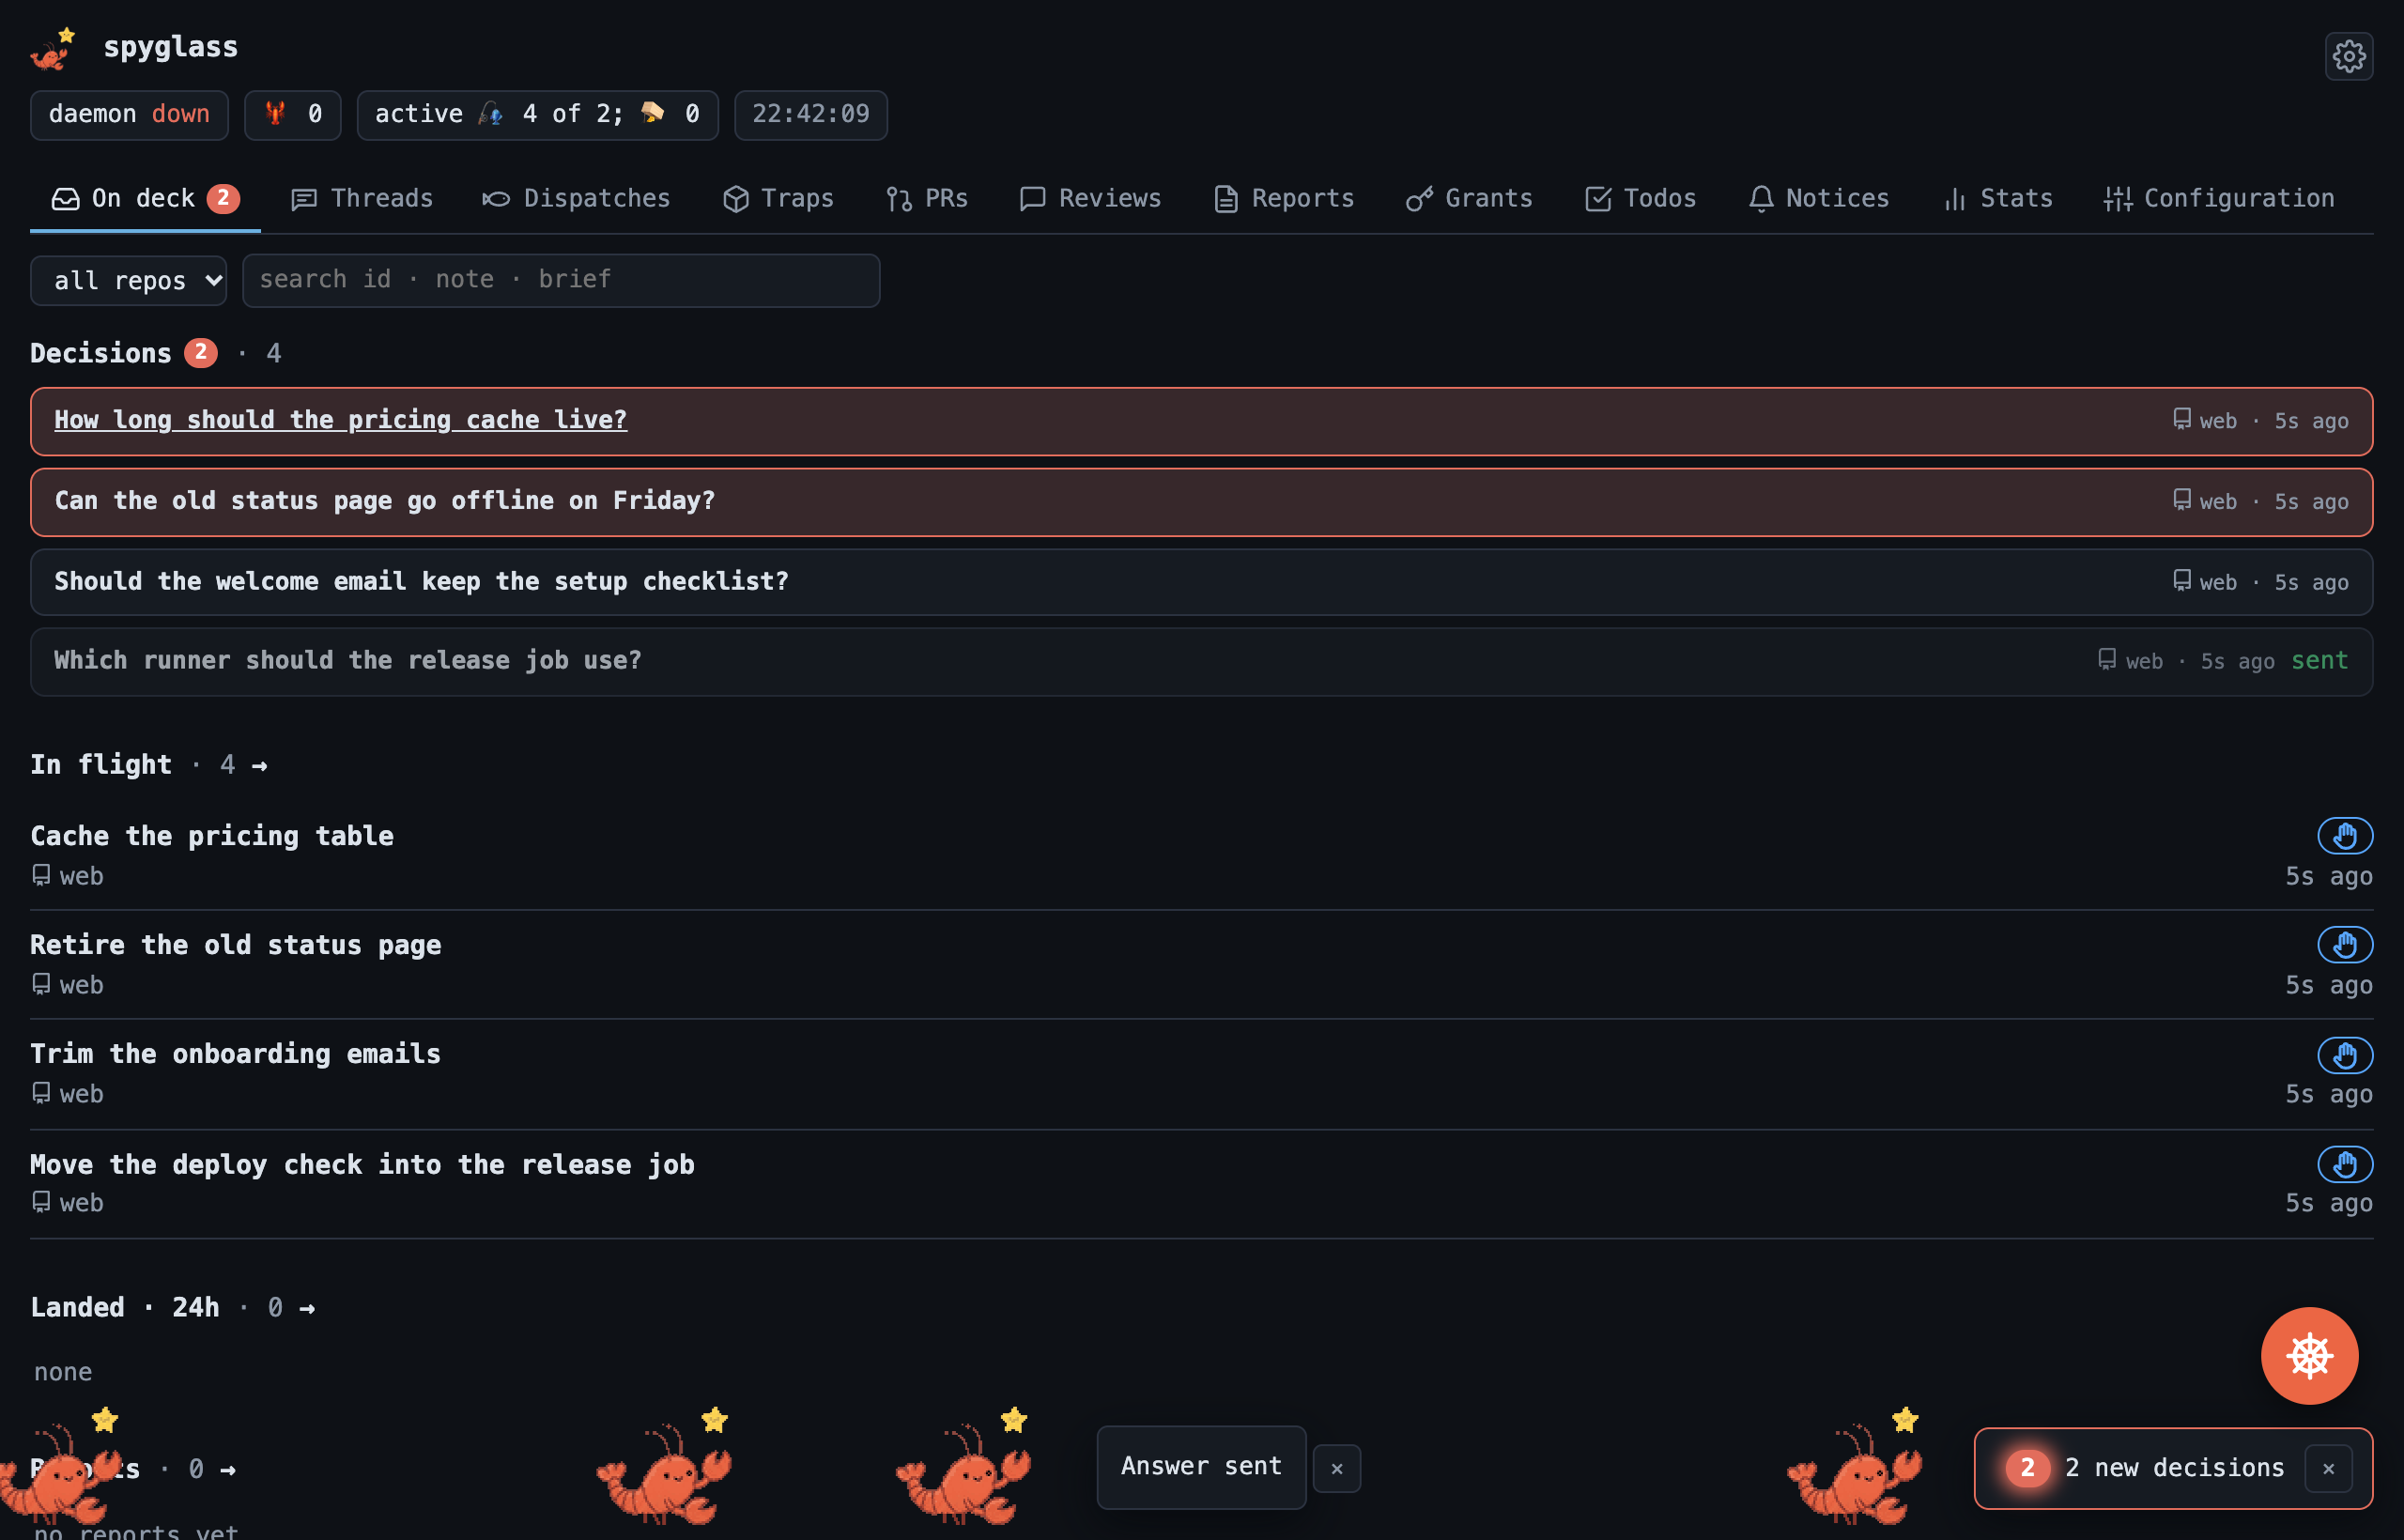 spyglass
daemon down
0
active 4 of 2; 0
22:42:09
On deck 2
Threads
Dispatches
Traps
PRs
Reviews
Reports
Grants
Todos
Notices
Stats
Configuration
all repos
search id · note · brief
Decisions 2 · 4
How long should the pricing cache live?
web · 5s ago
Can the old status page go offline on Friday?
web · 5s ago
Should the welcome email keep the setup checklist?
web · 5s ago
Which runner should the release job use?
web · 5s ago sent
In flight · 4 →
Cache the pricing table
web
5s ago
Retire the old status page
web
5s ago
Trim the onboarding emails
web
5s ago
Move the deploy check into the release job
web
5s ago
Landed · 24h · 0 →
none
· 0 →
no reports yet
Answer sent ×
2 2 new decisions ×